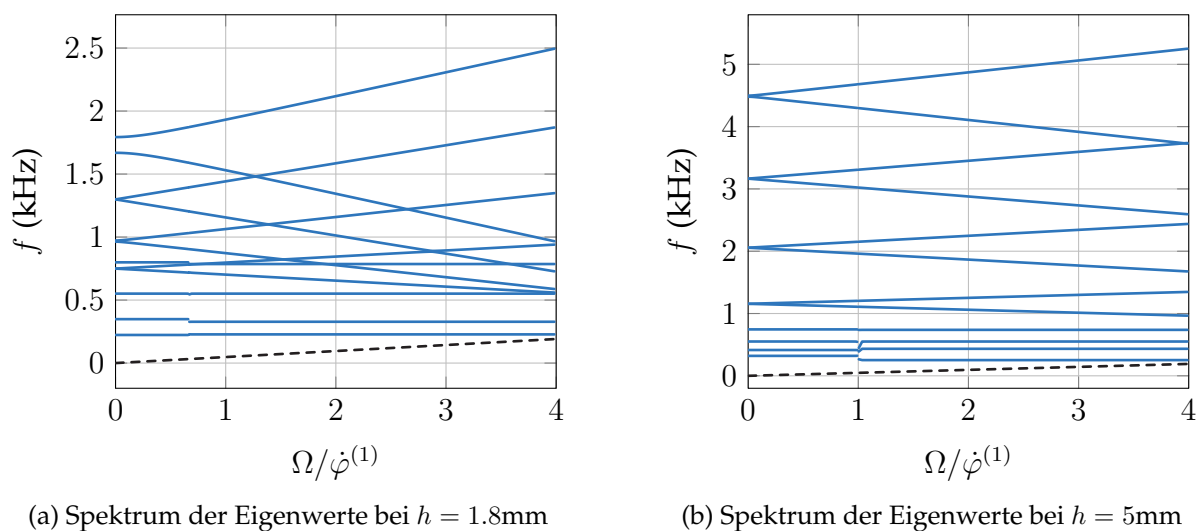 2.5
2
1.5
1
0.5
0
f (kHz)
0 1 2 3 4
Ω/φ̇⁽¹⁾
(a) Spektrum der Eigenwerte bei h = 1.8mm
5
4
3
2
1
0
f (kHz)
0 1 2 3 4
Ω/φ̇⁽¹⁾
(b) Spektrum der Eigenwerte bei h = 5mm